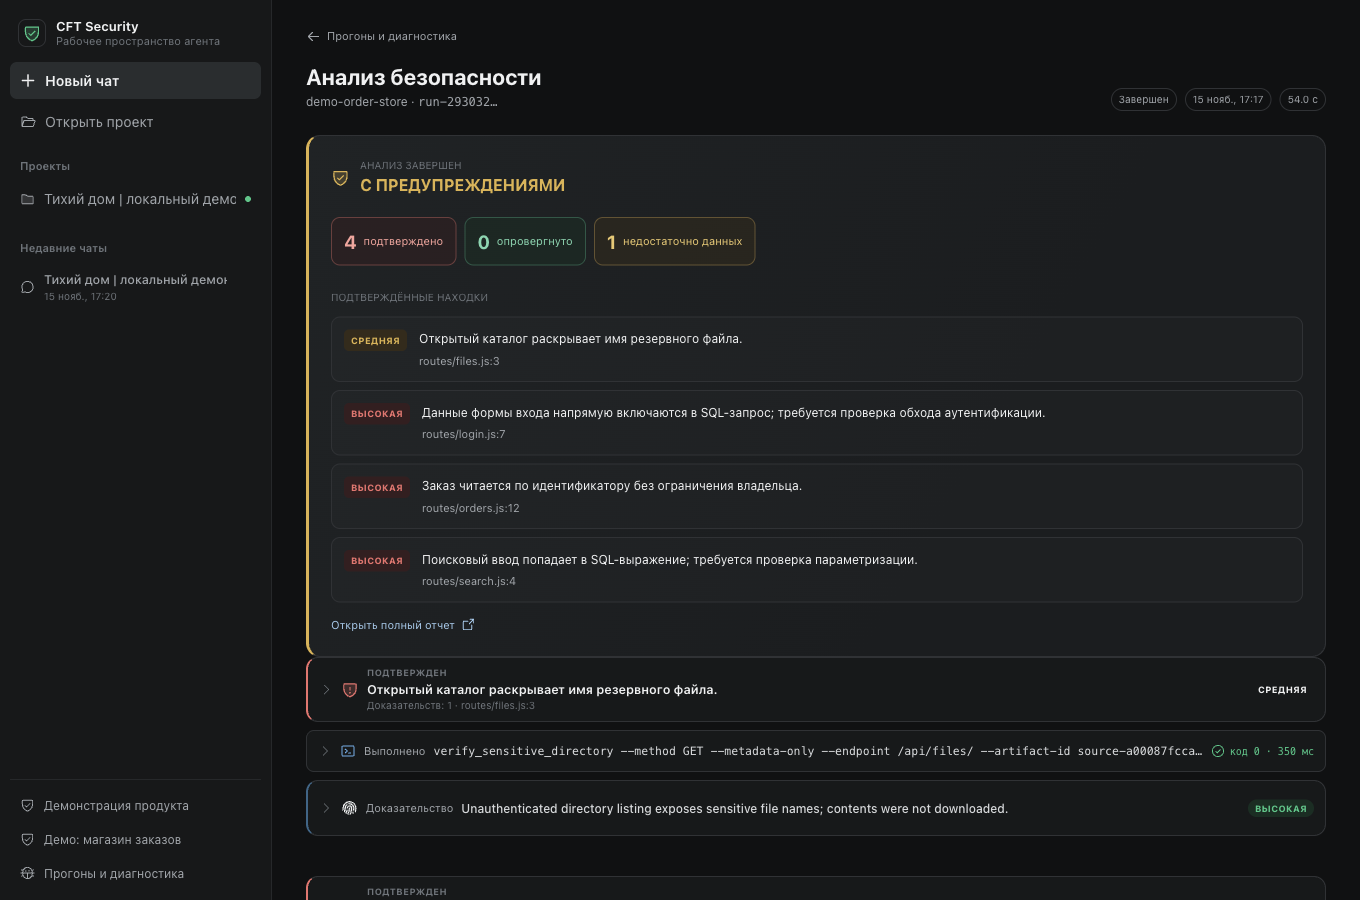 CFT Security
Рабочее пространство агента
Новый чат
Открыть проект
Проекты
Тихий дом | локальный демо
Недавние чаты
Тихий дом | локальный демон
15 нояб., 17:20
Демонстрация продукта
Демо: магазин заказов
Прогоны и диагностика
Прогоны и диагностика
Анализ безопасности
demo-order-store · run-293032…
Завершен
15 нояб., 17:17
54.0 с
АНАЛИЗ ЗАВЕРШЕН
С ПРЕДУПРЕЖДЕНИЯМИ
4 подтверждено
0 опровергнуто
1 недостаточно данных
ПОДТВЕРЖДЁННЫЕ НАХОДКИ
СРЕДНЯЯ Открытый каталог раскрывает имя резервного файла.
routes/files.js:3
ВЫСОКАЯ Данные формы входа напрямую включаются в SQL-запрос; требуется проверка обхода аутентификации.
routes/login.js:7
ВЫСОКАЯ Заказ читается по идентификатору без ограничения владельца.
routes/orders.js:12
ВЫСОКАЯ Поисковый ввод попадает в SQL-выражение; требуется проверка параметризации.
routes/search.js:4
Открыть полный отчет
ПОДТВЕРЖДЕН
Открытый каталог раскрывает имя резервного файла.
Доказательств: 1 · routes/files.js:3
СРЕДНЯЯ
Выполнено verify_sensitive_directory --method GET --metadata-only --endpoint /api/files/ --artifact-id source-a00087fcca… код 0 · 350 мс
Доказательство Unauthenticated directory listing exposes sensitive file names; contents were not downloaded. ВЫСОКАЯ
ПОДТВЕРЖДЕН